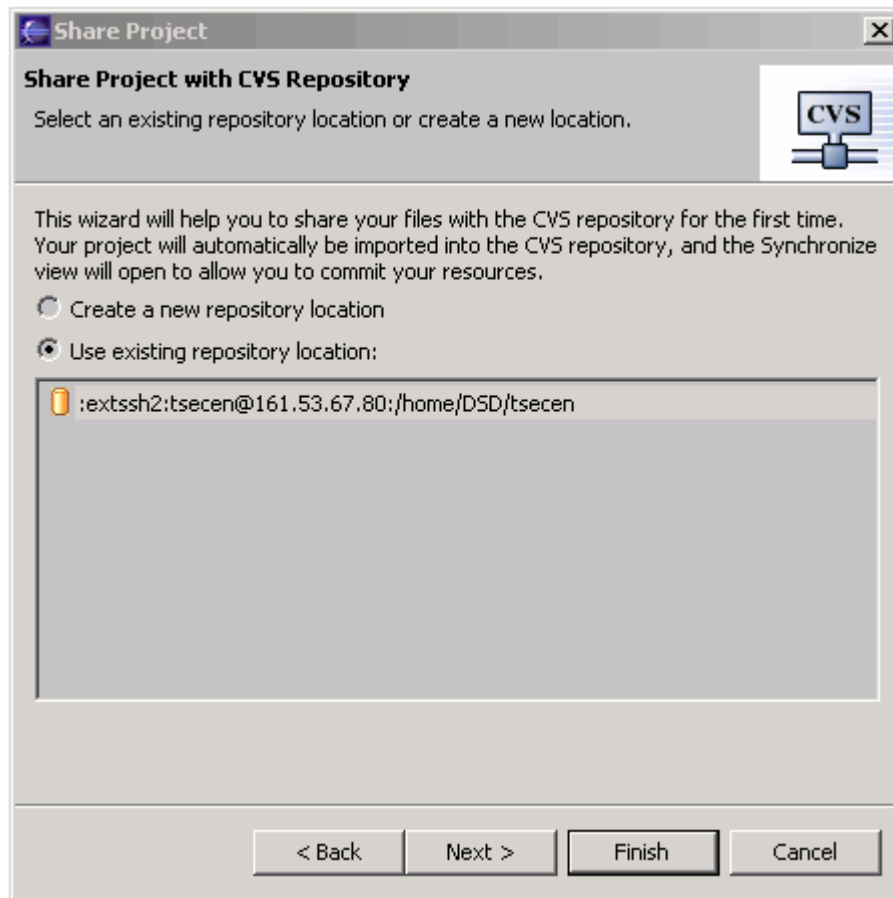 Share Project
Share Project with CVS Repository
Select an existing repository location or create a new location.
CVS
This wizard will help you to share your files with the CVS repository for the first time.
Your project will automatically be imported into the CVS repository, and the Synchronize
view will open to allow you to commit your resources.
Create a new repository location
Use existing repository location:
:extssh2:tsecen@161.53.67.80:/home/DSD/tsecen
< Back Next > Finish Cancel